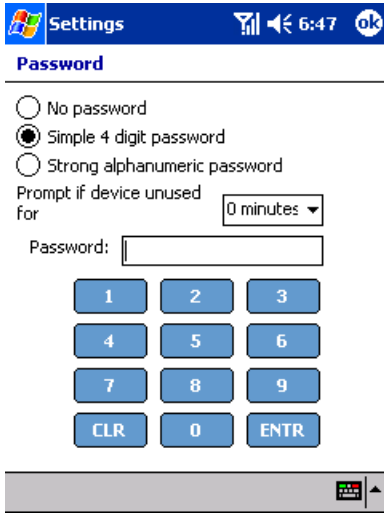 Settings 6:47 ok
Password
No password
Simple 4 digit password
Strong alphanumeric password
Prompt if device unused
for 0 minutes
Password:
1 2 3
4 5 6
7 8 9
CLR 0 ENTR